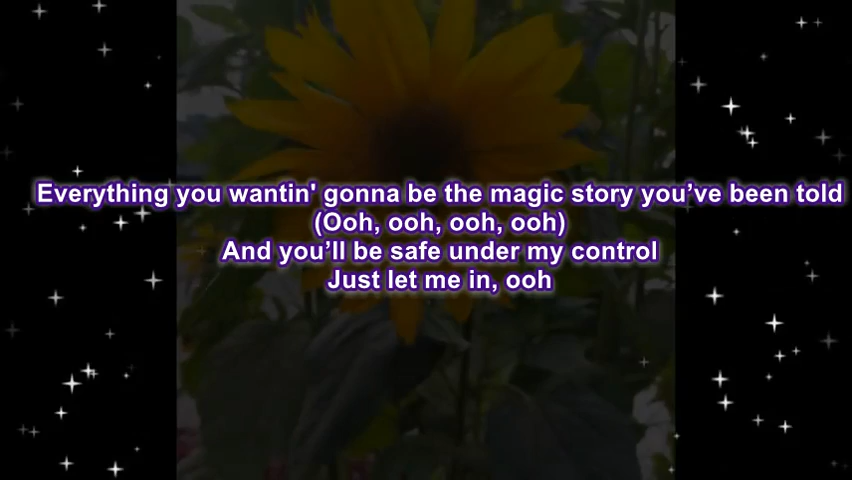 Everything you wantin' gonna be the magic story you’ve been told
(Ooh, ooh, ooh, ooh)
And you’ll be safe under my control
Just let me in, ooh